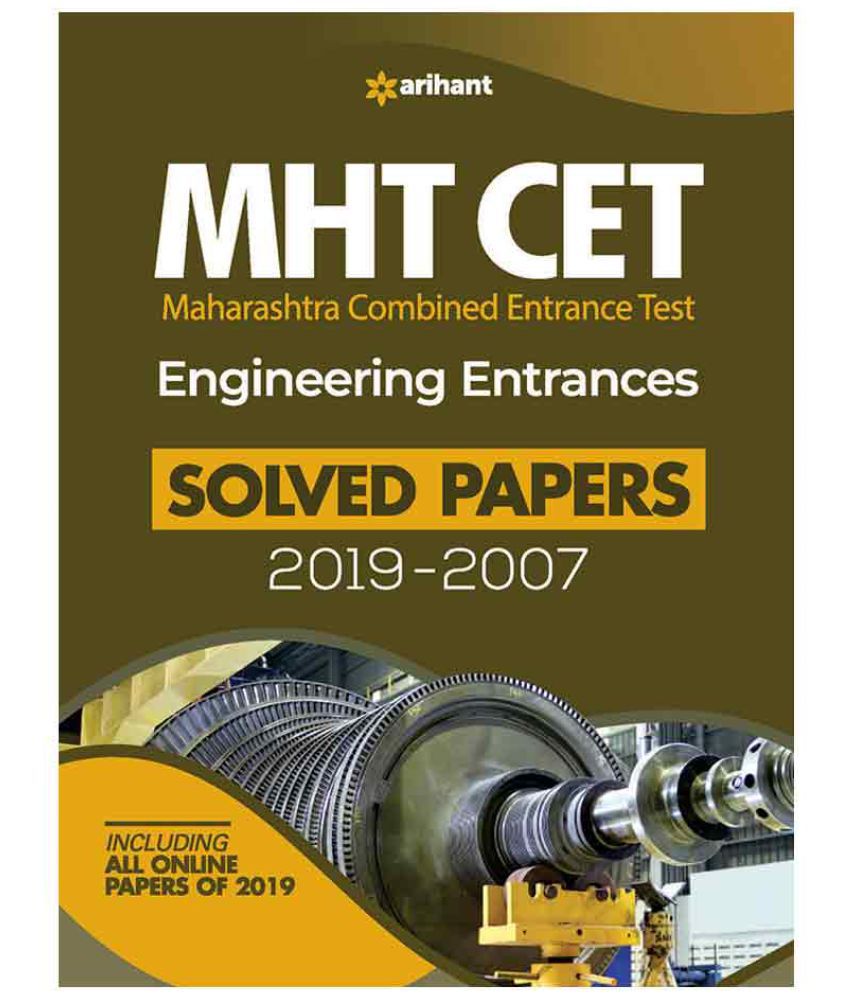 arihant
MHT CET
Maharashtra Combined Entrance Test
Engineering Entrances
SOLVED PAPERS
2019-2007
INCLUDING
ALL ONLINE
PAPERS OF 2019